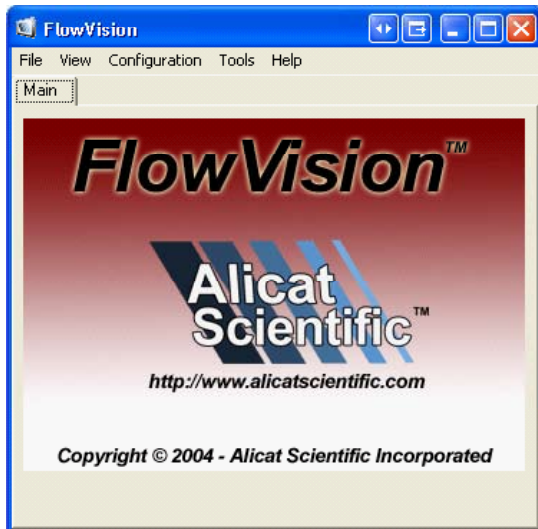 FlowVision
File View Configuration Tools Help
Main
FlowVision™
Alicat
Scientific™
http://www.alicatscientific.com
Copyright © 2004 - Alicat Scientific Incorporated